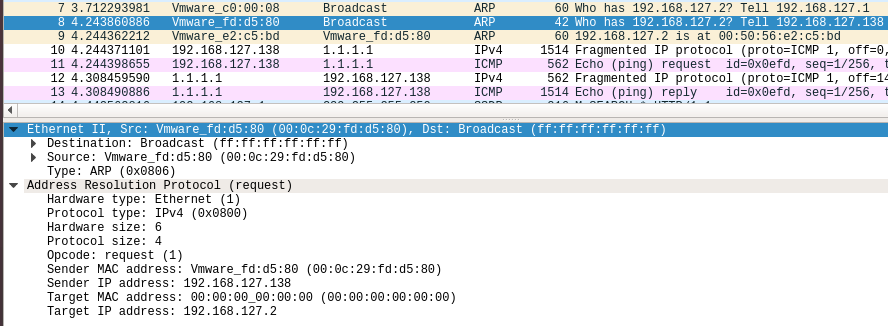 7 3.712293981 Vmware_c0:00:08 Broadcast ARP 60 Who has 192.168.127.2? Tell 192.168.127.1
8 4.243860886 Vmware_fd:d5:80 Broadcast ARP 42 Who has 192.168.127.2? Tell 192.168.127.138
9 4.244362212 Vmware_e2:c5:bd Vmware_fd:d5:80 ARP 60 192.168.127.2 is at 00:50:56:e2:c5:bd
10 4.244371101 192.168.127.138 1.1.1.1 IPv4 1514 Fragmented IP protocol (proto=ICMP 1, off=0,
11 4.244398655 192.168.127.138 1.1.1.1 ICMP 562 Echo (ping) request id=0x0efd, seq=1/256, t
12 4.308459590 1.1.1.1 192.168.127.138 IPv4 562 Fragmented IP protocol (proto=ICMP 1, off=14
13 4.308490886 1.1.1.1 192.168.127.138 ICMP 1514 Echo (ping) reply id=0x0efd, seq=1/256, t
Ethernet II, Src: Vmware_fd:d5:80 (00:0c:29:fd:d5:80), Dst: Broadcast (ff:ff:ff:ff:ff:ff)
Destination: Broadcast (ff:ff:ff:ff:ff:ff)
Source: Vmware_fd:d5:80 (00:0c:29:fd:d5:80)
Type: ARP (0x0806)
Address Resolution Protocol (request)
Hardware type: Ethernet (1)
Protocol type: IPv4 (0x0800)
Hardware size: 6
Protocol size: 4
Opcode: request (1)
Sender MAC address: Vmware_fd:d5:80 (00:0c:29:fd:d5:80)
Sender IP address: 192.168.127.138
Target MAC address: 00:00:00_00:00:00 (00:00:00:00:00:00)
Target IP address: 192.168.127.2